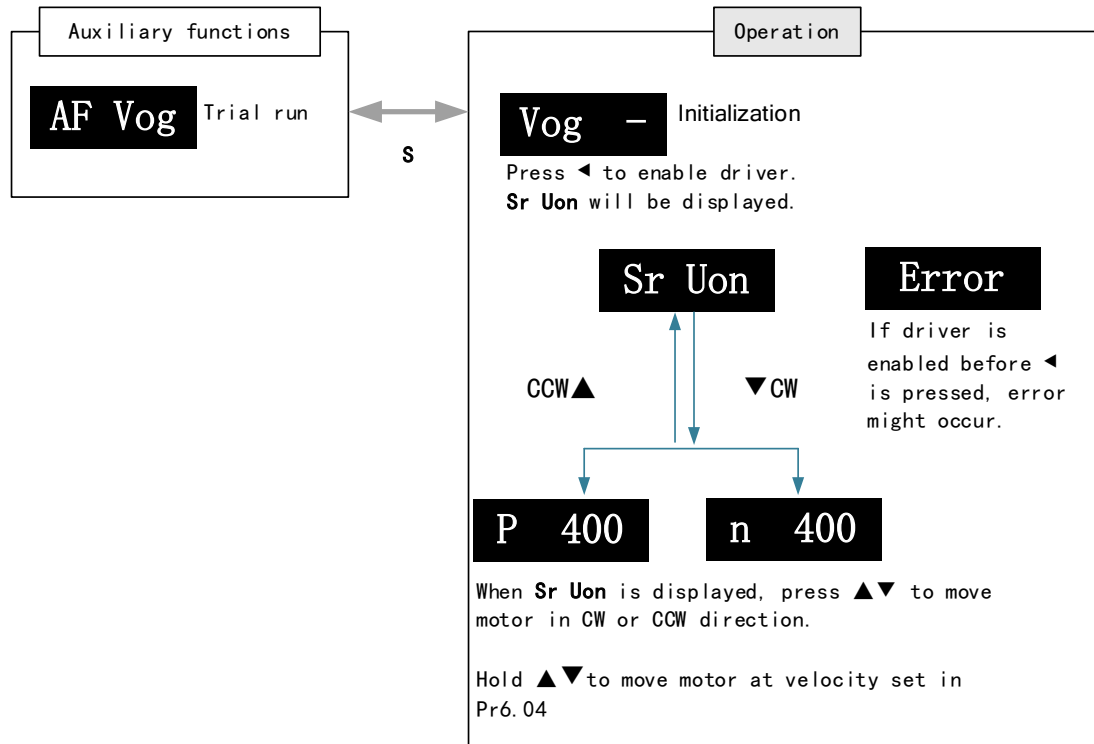 Auxiliary functions
AF Vog Trial run
S
Operation
Vog - Initialization
Press ◄ to enable driver.
Sr Uon will be displayed.
Sr Uon
Error
If driver is
enabled before ◄
is pressed, error
might occur.
CCW▲
▼CW
P 400
n 400
When Sr Uon is displayed, press ▲▼ to move
motor in CW or CCW direction.
Hold ▲▼to move motor at velocity set in
Pr6.04